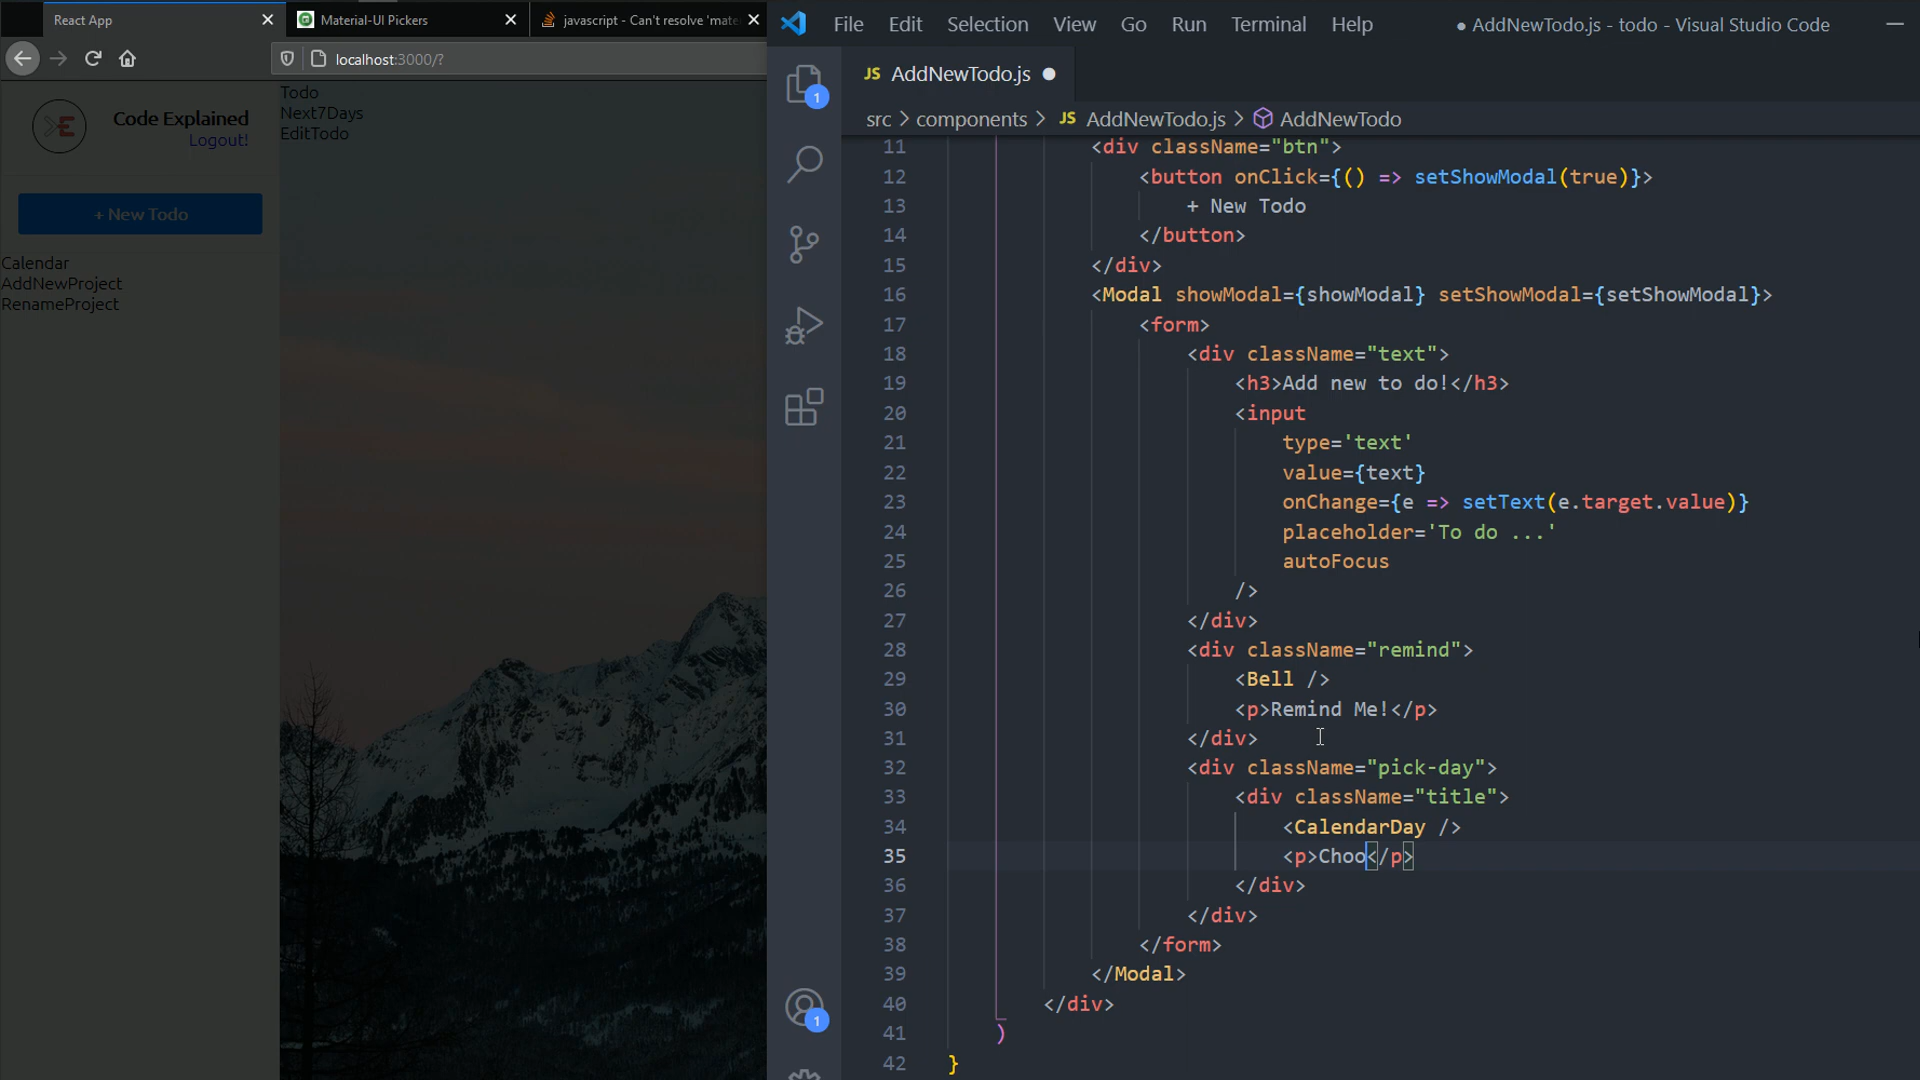 React App
Material-UI Pickers
javascript - Can't resolve 'mate
localhost:3000/?
Code Explained
Logout!
+ New Todo
Calendar
AddNewProject
RenameProject
Todo
Next7Days
EditTodo
File Edit Selection View Go Run Terminal Help
● AddNewTodo.js - todo - Visual Studio Code
JS AddNewTodo.js ●
src > components > JS AddNewTodo.js > AddNewTodo
1
1
11 <div className="btn">
12 <button onClick={() => setShowModal(true)}>
13 + New Todo
14 </button>
15 </div>
16 <Modal showModal={showModal} setShowModal={setShowModal}>
17 <form>
18 <div className="text">
19 <h3>Add new to do!</h3>
20 <input
21 type='text'
22 value={text}
23 onChange={e => setText(e.target.value)}
24 placeholder='To do ...'
25 autoFocus
26 />
27 </div>
28 <div className="remind">
29 <Bell />
30 <p>Remind Me!</p>
31 </div>
32 <div className="pick-day">
33 <div className="title">
34 <CalendarDay />
35 <p>Choo</p>
36 </div>
37 </div>
38 </form>
39 </Modal>
40 </div>
41 )
42 }